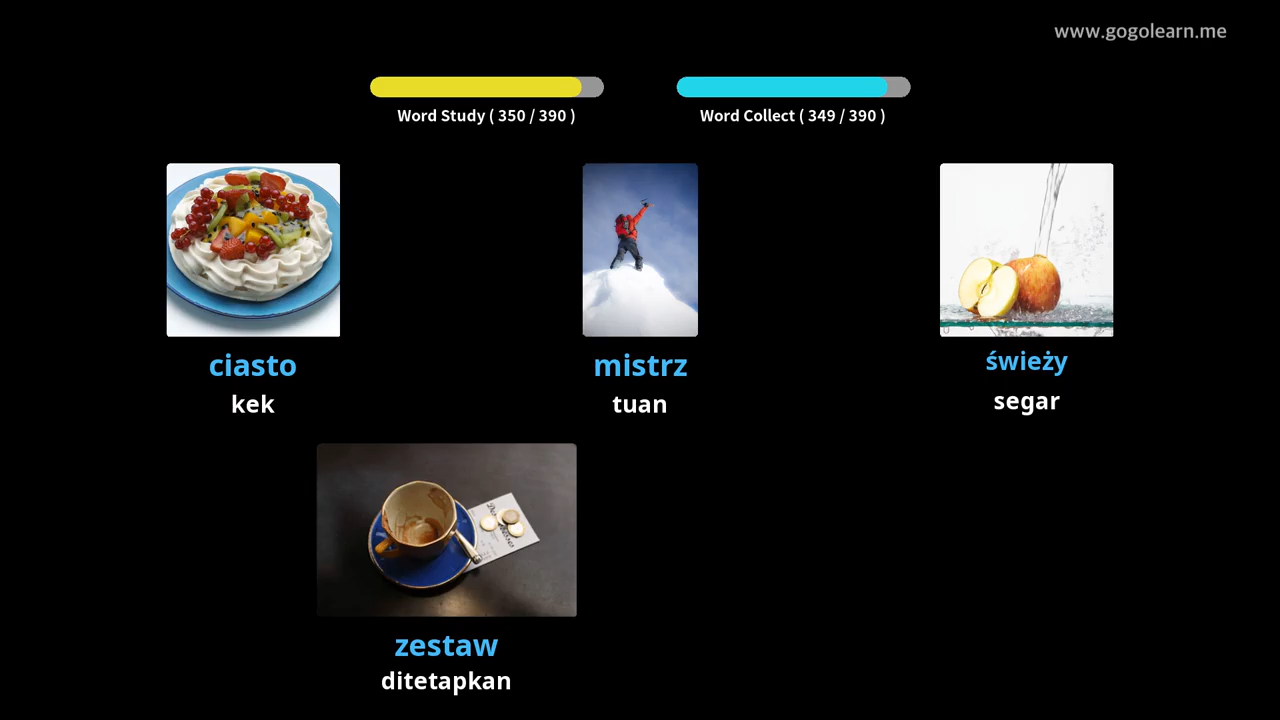 www.gogolearn.me
Word Study ( 350 / 390 )
Word Collect ( 349 / 390 )
ciasto
kek
mistrz
tuan
świeży
segar
zestaw
ditetapkan